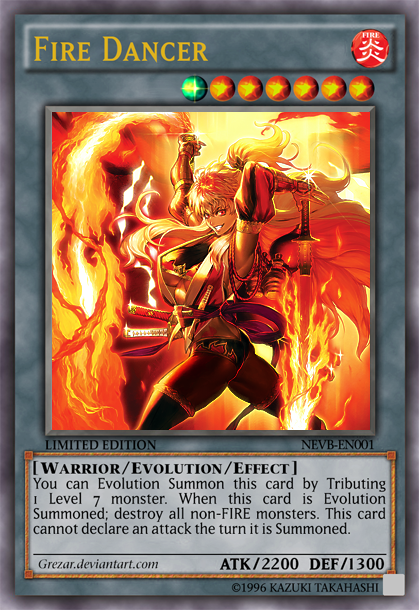 Fire Dancer
FIRE
炎
LIMITED EDITION
NEVB-EN001
[Warrior/Evolution/Effect]
You can Evolution Summon this card by Tributing
1 Level 7 monster. When this card is Evolution
Summoned; destroy all non-FIRE monsters. This card
cannot declare an attack the turn it is Summoned.
Grezar.deviantart.com
ATK/2200 DEF/1300
©1996 KAZUKI TAKAHASHI